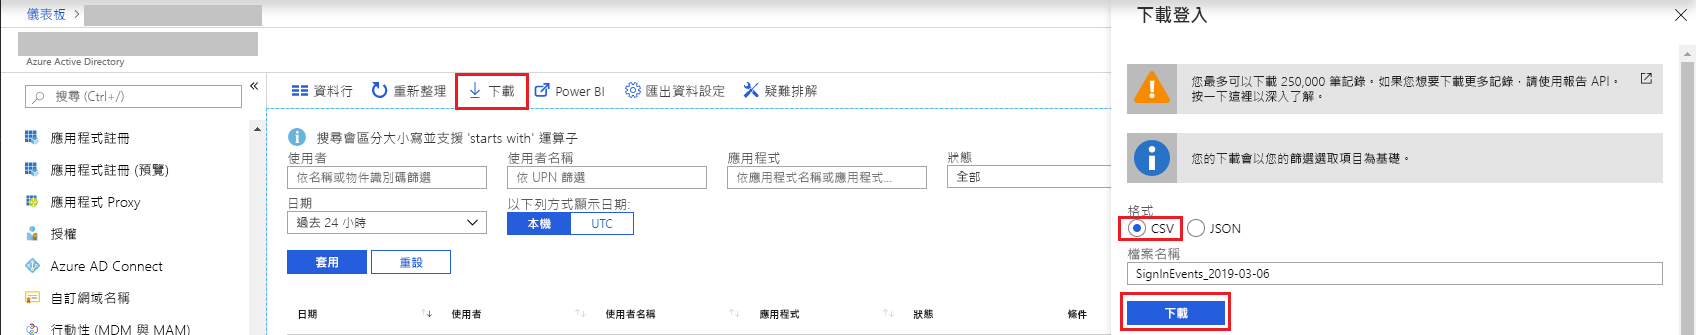 儀表板 >
Azure Active Directory
搜尋 (Ctrl+/)
«
應用程式註冊
應用程式註冊 (預覽)
應用程式 Proxy
授權
Azure AD Connect
自訂網域名稱
行動性 (MDM 與 MAM)
資料行 重新整理 下載 Power BI 匯出資料設定 疑難排解
搜尋會區分大小寫並支援 'starts with' 運算子
使用者 使用者名稱 應用程式 狀態
依名稱或物件識別碼篩選 依 UPN 篩選 依應用程式名稱或應用程式... 全部
日期 以下列方式顯示日期:
過去 24 小時 本機 UTC
套用 重設
日期 使用者 使用者名稱 應用程式 狀態 條件
下載登入
您最多可以下載 250,000 筆記錄。如果您想要下載更多記錄，請使用報告 API。
按一下這裡以深入了解。
您的下載會以您的篩選選取項目為基礎。
格式
CSV JSON
檔案名稱
SignInEvents_2019-03-06
下載